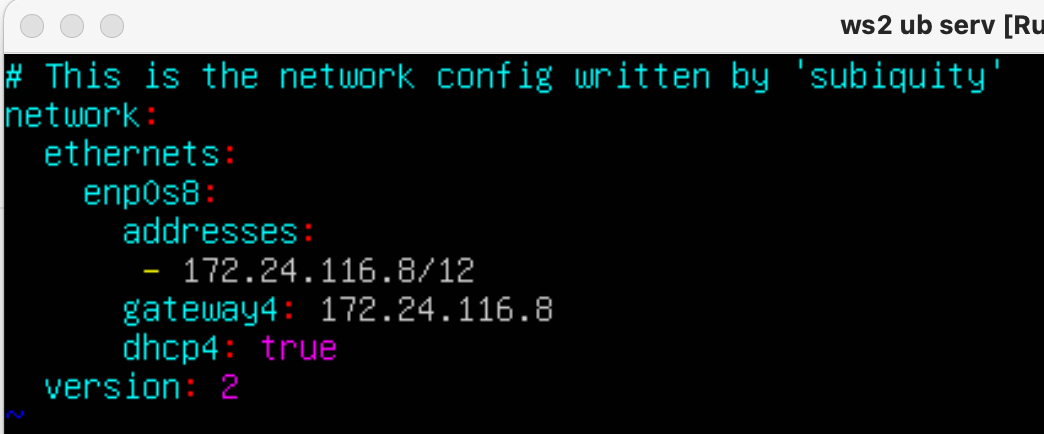 ws2 ub serv [Ru
# This is the network config written by 'subiquity'
network:
  ethernets:
    enp0s8:
      addresses:
       - 172.24.116.8/12
      gateway4: 172.24.116.8
      dhcp4: true
  version: 2
~